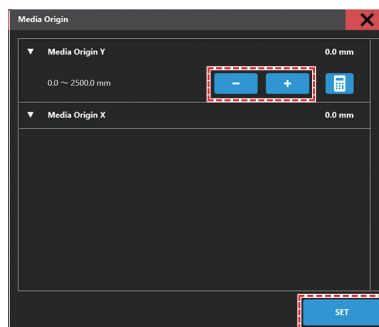 Media Origin
▼ Media Origin Y 0.0 mm
0.0 ～ 2500.0 mm − +
▼ Media Origin X 0.0 mm
SET